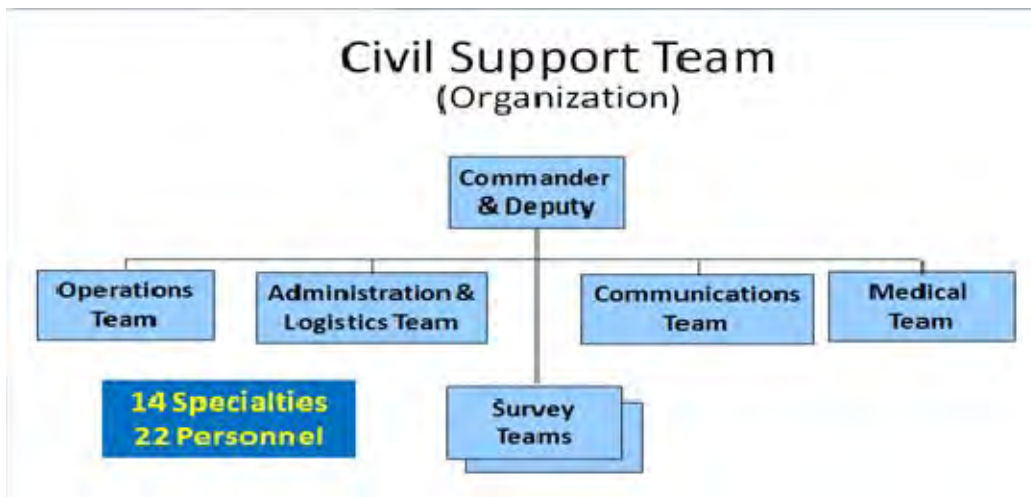 Civil Support Team
(Organization)
Commander
& Deputy
Operations
Team
Administration &
Logistics Team
Communications
Team
Medical
Team
14 Specialties
22 Personnel
Survey
Teams